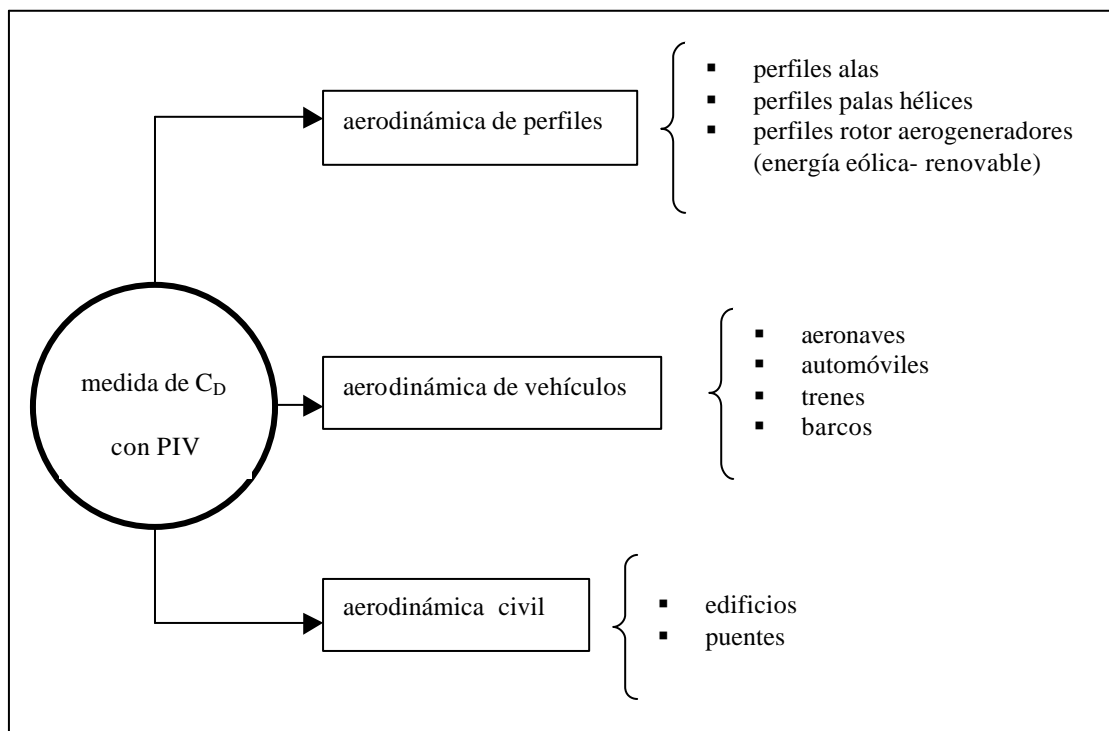 medida de C_D
con PIV
aerodinámica de perfiles
▪ perfiles alas
▪ perfiles palas hélices
▪ perfiles rotor aerogeneradores
(energía eólica- renovable)
aerodinámica de vehículos
▪ aeronaves
▪ automóviles
▪ trenes
▪ barcos
aerodinámica civil
▪ edificios
▪ puentes